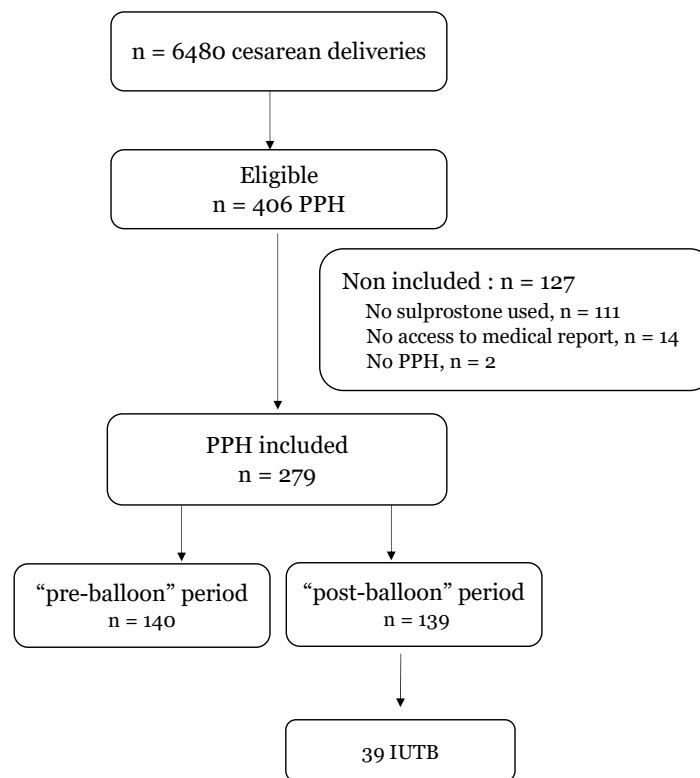 n = 6480 cesarean deliveries
Eligible
n = 406 PPH
Non included : n = 127
No sulprostone used, n = 111
No access to medical report, n = 14
No PPH, n = 2
PPH included
n = 279
“pre-balloon” period
n = 140
“post-balloon” period
n = 139
39 IUTB